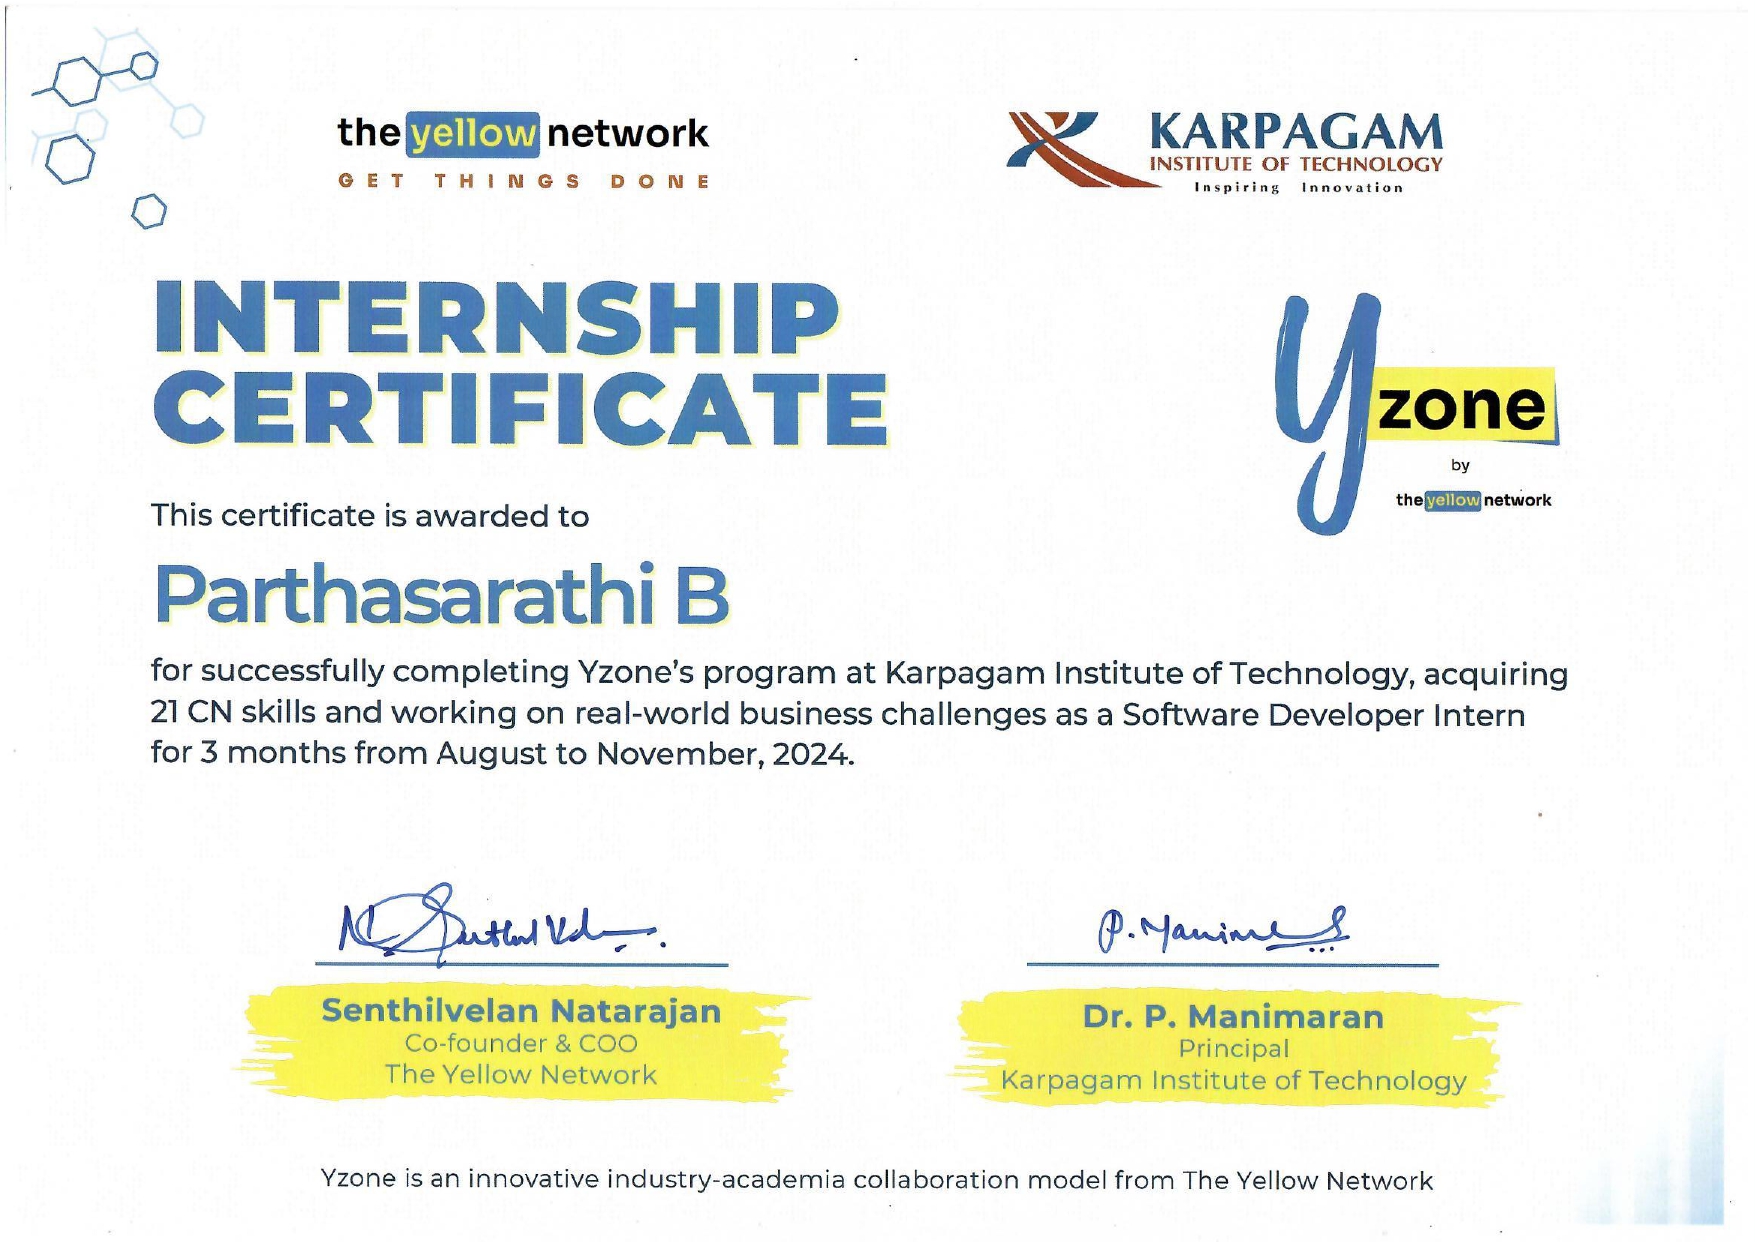 the yellow network
GET THINGS DONE
KARPAGAM
INSTITUTE OF TECHNOLOGY
Inspiring Innovation
INTERNSHIP
CERTIFICATE
y zone
by
the yellow network
This certificate is awarded to
Parthasarathi B
for successfully completing Yzone's program at Karpagam Institute of Technology, acquiring
21 CN skills and working on real-world business challenges as a Software Developer Intern
for 3 months from August to November, 2024.
P. Manimaran
Senthilvelan Natarajan
Co-founder & COO
The Yellow Network
Dr. P. Manimaran
Principal
Karpagam Institute of Technology
Yzone is an innovative industry-academia collaboration model from The Yellow Network